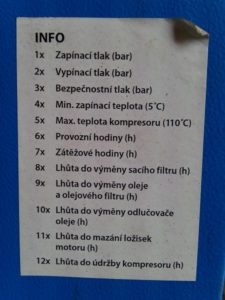 INFO
1x Zapínací tlak (bar)
2x Vypínací tlak (bar)
3x Bezpečnostní tlak (bar)
4x Min. zapínací teplota (5˚C)
5x Max. teplota kompresoru (110˚C)
6x Provozní hodiny (h)
7x Zátěžové hodiny (h)
8x Lhůta do výměny sacího filtru (h)
9x Lhůta do výměny oleje
a olejového filtru (h)
10x Lhůta do výměny odlučovače
oleje (h)
11x Lhůta do mazání ložisek
motoru (h)
12x Lhůta do údržby kompresoru (h)